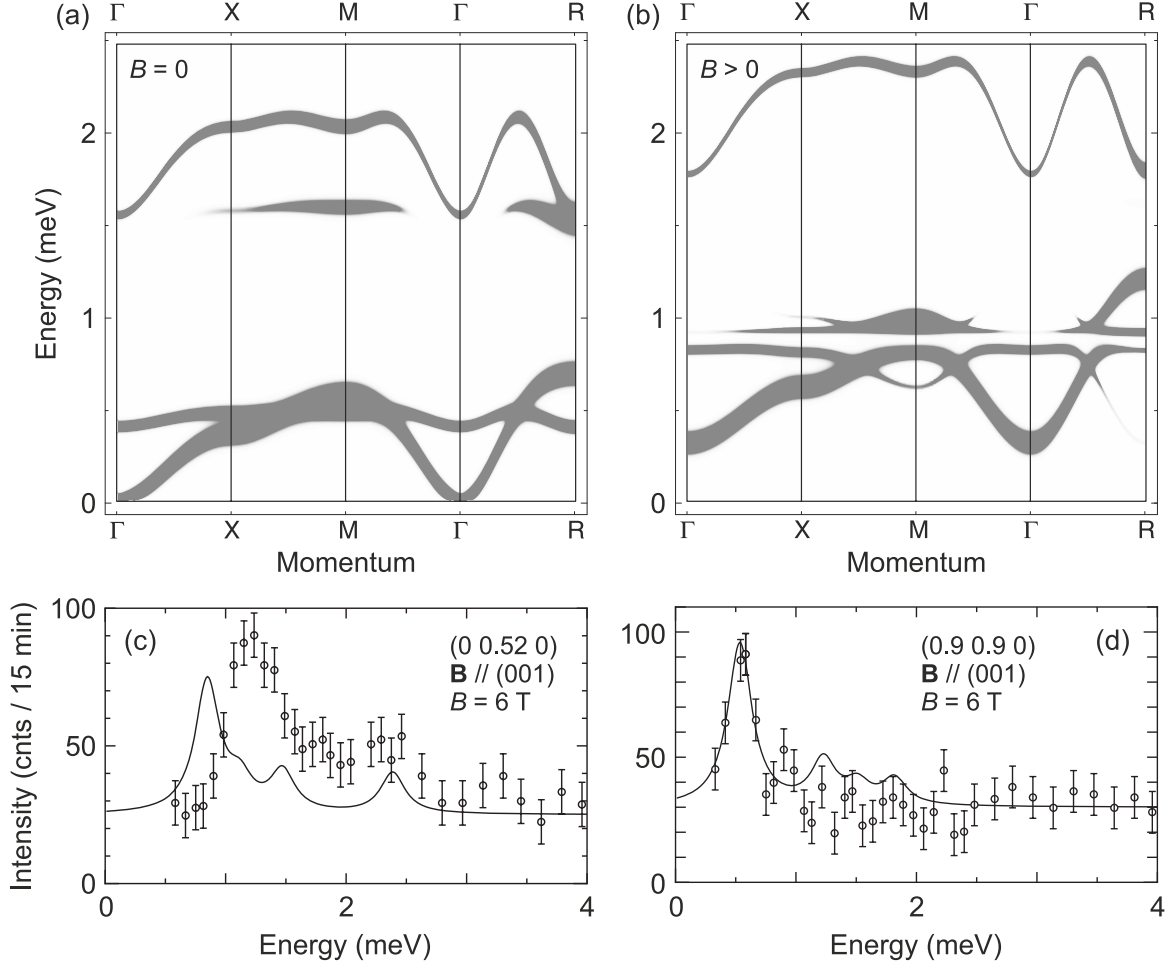 (a) Γ X M Γ R
B = 0
Energy (meV)
2
1
0
Γ X M Γ R
Momentum
(b) Γ X M Γ R
B > 0
2
1
0
Γ X M Γ R
Momentum
(c)
(0 0.52 0)
B // (001)
B = 6 T
Intensity (cnts / 15 min)
100
50
0
0 2 4
Energy (meV)
(d)
(0.9 0.9 0)
B // (001)
B = 6 T
100
50
0
0 1 2 3 4
Energy (meV)